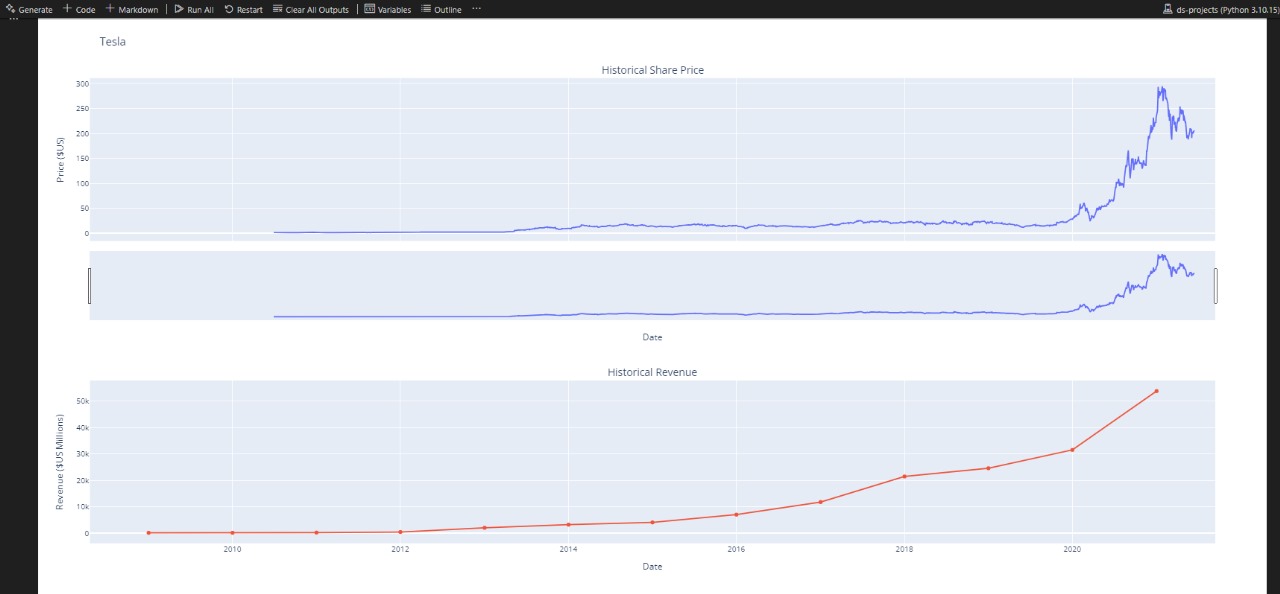 Generate + Code + Markdown Run All Restart Clear All Outputs Variables Outline ...
ds-projects (Python 3.10.15)
...
Tesla
Historical Share Price
300
250
200
150
100
50
0
Price ($US)
Date
Historical Revenue
50k
40k
30k
20k
10k
0
Revenue ($US Millions)
2010 2012 2014 2016 2018 2020
Date